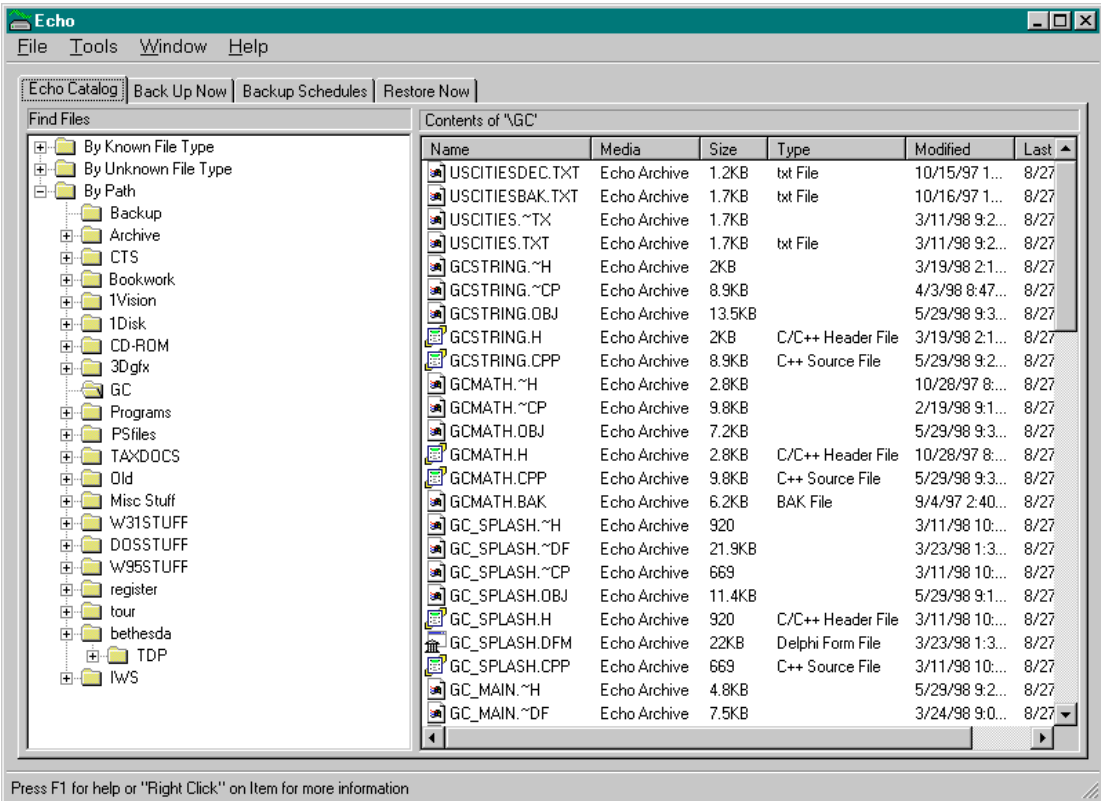 Echo
File Tools Window Help
Echo Catalog Back Up Now Backup Schedules Restore Now
Find Files
By Known File Type
By Unknown File Type
By Path
Backup
Archive
CTS
Bookwork
1Vision
1Disk
CD-ROM
3Dgfx
GC
Programs
PSfiles
TAXDOCS
Old
Misc Stuff
W31STUFF
DOSSTUFF
W95STUFF
register
tour
bethesda
TDP
IWS
Contents of '\GC'
Name Media Size Type Modified Last
USCITIESDEC.TXT Echo Archive 1.2KB txt File 10/15/97 1... 8/27
USCITIESBAK.TXT Echo Archive 1.7KB txt File 10/16/97 1... 8/27
USCITIES.~TX Echo Archive 1.7KB 3/11/98 9:2... 8/27
USCITIES.TXT Echo Archive 1.7KB txt File 3/11/98 9:2... 8/27
GCSTRING.~H Echo Archive 2KB 3/19/98 2:1... 8/27
GCSTRING.~CP Echo Archive 8.9KB 4/3/98 8:47... 8/27
GCSTRING.OBJ Echo Archive 13.5KB 5/29/98 9:3... 8/27
GCSTRING.H Echo Archive 2KB C/C++ Header File 3/19/98 2:1... 8/27
GCSTRING.CPP Echo Archive 8.9KB C++ Source File 5/29/98 9:2... 8/27
GCMATH.~H Echo Archive 2.8KB 10/28/97 8:... 8/27
GCMATH.~CP Echo Archive 9.8KB 2/19/98 9:1... 8/27
GCMATH.OBJ Echo Archive 7.2KB 5/29/98 9:3... 8/27
GCMATH.H Echo Archive 2.8KB C/C++ Header File 10/28/97 8:... 8/27
GCMATH.CPP Echo Archive 9.8KB C++ Source File 5/29/98 9:3... 8/27
GCMATH.BAK Echo Archive 6.2KB BAK File 9/4/97 2:40... 8/27
GC_SPLASH.~H Echo Archive 920 3/11/98 10:... 8/27
GC_SPLASH.~DF Echo Archive 21.9KB 3/23/98 1:3... 8/27
GC_SPLASH.~CP Echo Archive 669 3/11/98 10:... 8/27
GC_SPLASH.OBJ Echo Archive 11.4KB 5/29/98 9:1... 8/27
GC_SPLASH.H Echo Archive 920 C/C++ Header File 3/11/98 10:... 8/27
GC_SPLASH.DFM Echo Archive 22KB Delphi Form File 3/23/98 1:3... 8/27
GC_SPLASH.CPP Echo Archive 669 C++ Source File 3/11/98 10:... 8/27
GC_MAIN.~H Echo Archive 4.8KB 5/29/98 9:2... 8/27
GC_MAIN.~DF Echo Archive 7.5KB 3/24/98 9:0... 8/27
Press F1 for help or "Right Click" on Item for more information